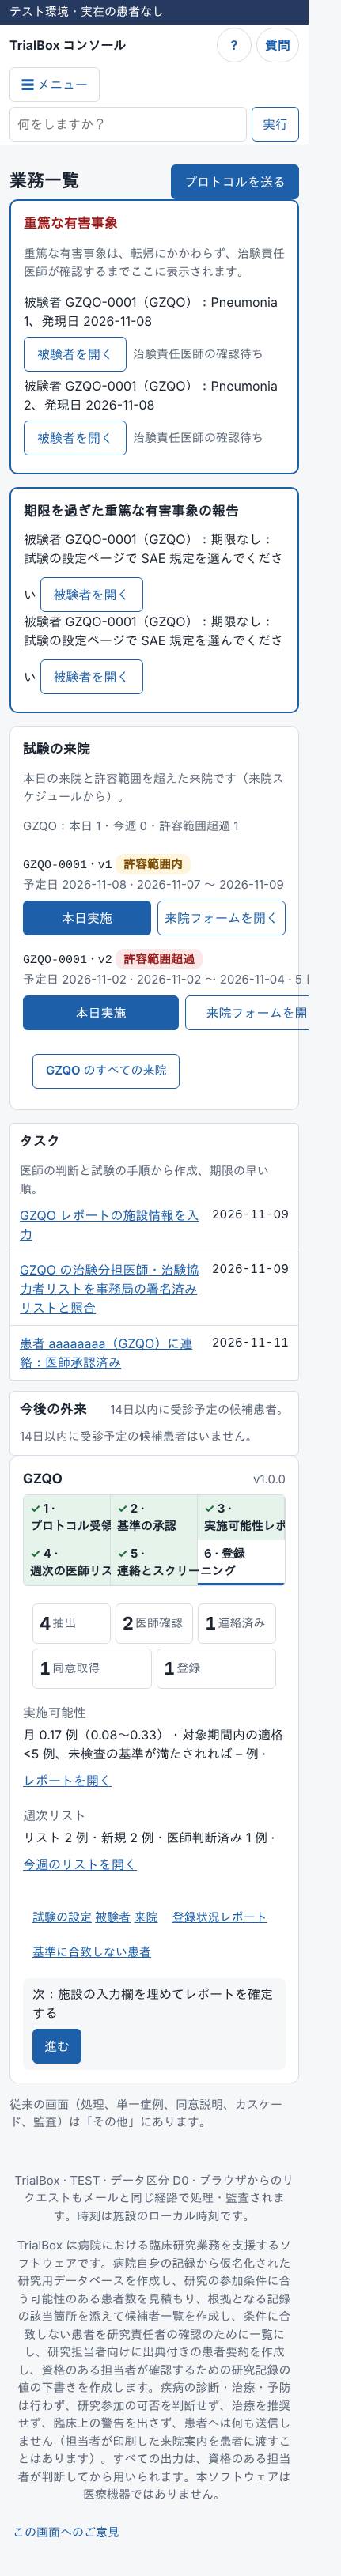 テスト環境・実在の患者なし
TrialBox コンソール
?
質問
☰ メニュー
何をしますか？
実行
業務一覧
プロトコルを送る
重篤な有害事象
重篤な有害事象は、転帰にかかわらず、治験責任
医師が確認するまでここに表示されます。
被験者 GZQO-0001（GZQO）：Pneumonia
1、発現日 2026-11-08
被験者を開く 治験責任医師の確認待ち
被験者 GZQO-0001（GZQO）：Pneumonia
2、発現日 2026-11-08
被験者を開く 治験責任医師の確認待ち
期限を過ぎた重篤な有害事象の報告
被験者 GZQO-0001（GZQO）：期限なし：
試験の設定ページで SAE 規定を選んでくださ
い 被験者を開く
被験者 GZQO-0001（GZQO）：期限なし：
試験の設定ページで SAE 規定を選んでくださ
い 被験者を開く
試験の来院
本日の来院と許容範囲を超えた来院です（来院ス
ケジュールから）。
GZQO：本日 1・今週 0・許容範囲超過 1
GZQO-0001・v1 許容範囲内
予定日 2026-11-08 · 2026-11-07 〜 2026-11-09
本日実施 来院フォームを開く
GZQO-0001・v2 許容範囲超過
予定日 2026-11-02 · 2026-11-02 〜 2026-11-04 · 5
本日実施 来院フォームを開
GZQO のすべての来院
タスク
医師の判断と試験の手順から作成、期限の早い
順。
GZQO レポートの施設情報を入 2026-11-09
力
GZQO の治験分担医師・治験協 2026-11-09
力者リストを事務局の署名済み
リストと照合
患者 aaaaaaaa（GZQO）に連 2026-11-11
絡：医師承認済み
今後の外来 14日以内に受診予定の候補患者。
14日以内に受診予定の候補患者はいません。
GZQO v1.0.0
✓ 1 · ✓ 2 · ✓ 3 ·
プロトコル受領 基準の承認 実施可能性レポ
✓ 4 · ✓ 5 · 6 · 登録
週次の医師リス 連絡とスクリーニング
4 抽出 2 医師確認 1 連絡済み
1 同意取得 1 登録
実施可能性
月 0.17 例（0.08〜0.33）・対象期間内の適格
<5 例、未検査の基準が満たされれば – 例 ·
レポートを開く
週次リスト
リスト 2 例・新規 2 例・医師判断済み 1 例 ·
今週のリストを開く
試験の設定 被験者 来院 登録状況レポート
基準に合致しない患者
次：施設の入力欄を埋めてレポートを確定
する
進む
従来の画面（処理、単一症例、同意説明、カスケー
ド、監査）は「その他」にあります。
TrialBox · TEST · データ区分 D0 · ブラウザからのリ
クエストもメールと同じ経路で処理・監査されま
す。時刻は施設のローカル時刻です。
TrialBox は病院における臨床研究業務を支援するソ
フトウェアです。病院自身の記録から仮名化された
研究用データベースを作成し、研究の参加条件に合
う可能性のある患者数を見積もり、根拠となる記録
の該当箇所を添えて候補者一覧を作成し、条件に合
致しない患者を研究責任者の確認のために一覧に
し、研究担当者向けに出典付きの患者要約を作成
し、資格のある担当者が確認するための研究記録の
値の下書きを作成します。疾病の診断・治療・予防
は行わず、研究参加の可否を判断せず、治療を推奨
せず、臨床上の警告を出さず、患者へは何も送信し
ません（担当者が印刷した来院案内を患者に渡すこ
とはあります）。すべての出力は、資格のある担当
者が判断してから用いられます。本ソフトウェアは
医療機器ではありません。
この画面へのご意見